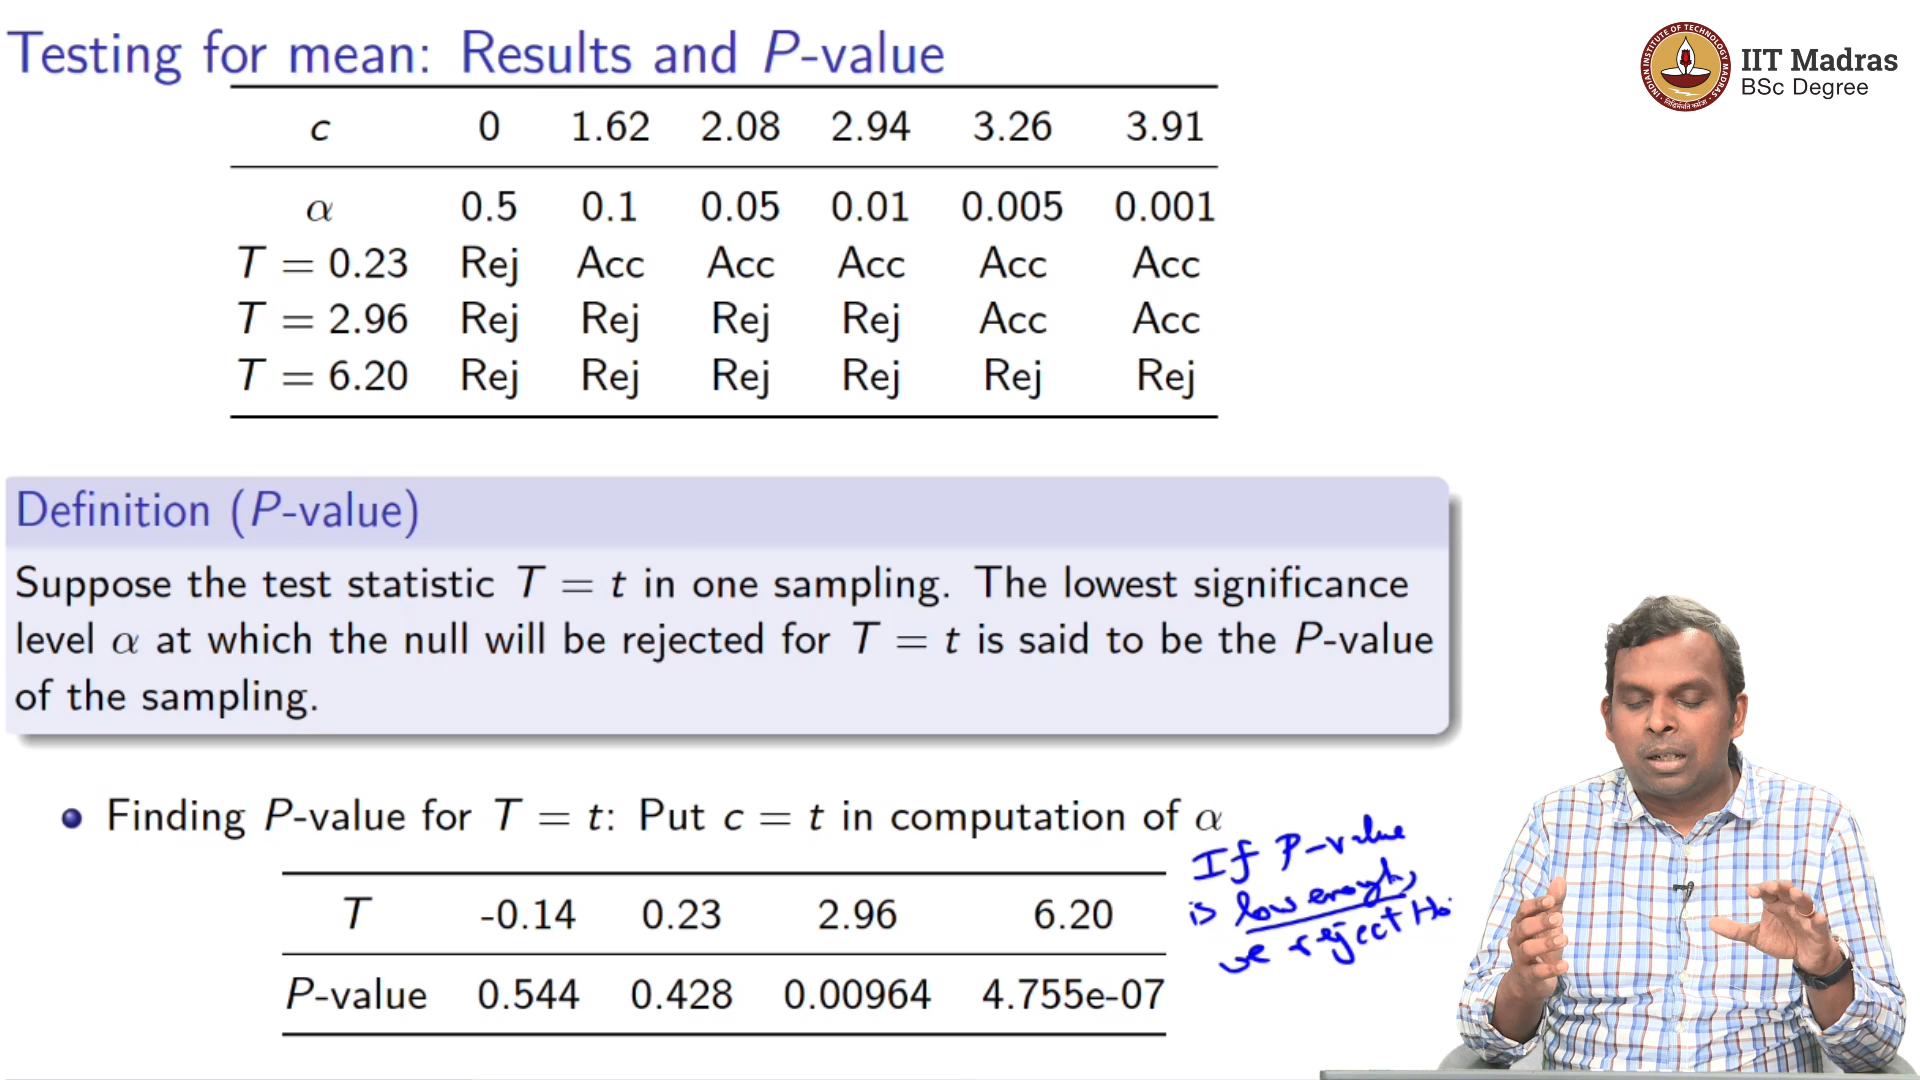 Testing for mean: Results and P-value
IIT Madras
BSc Degree
c 0 1.62 2.08 2.94 3.26 3.91
α 0.5 0.1 0.05 0.01 0.005 0.001
T = 0.23 Rej Acc Acc Acc Acc Acc
T = 2.96 Rej Rej Rej Rej Acc Acc
T = 6.20 Rej Rej Rej Rej Rej Rej
Definition (P-value)
Suppose the test statistic T = t in one sampling. The lowest significance
level α at which the null will be rejected for T = t is said to be the P-value
of the sampling.
Finding P-value for T = t: Put c = t in computation of α
If P-value
is low enough,
we reject H₀.
T -0.14 0.23 2.96 6.20
P-value 0.544 0.428 0.00964 4.755e-07